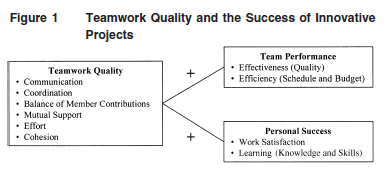 Figure 1 Teamwork Quality and the Success of Innovative
Projects
Teamwork Quality
• Communication
• Coordination
• Balance of Member Contributions
• Mutual Support
• Effort
• Cohesion
+
+
Team Performance
• Effectiveness (Quality)
• Efficiency (Schedule and Budget)
Personal Success
• Work Satisfaction
• Learning (Knowledge and Skills)